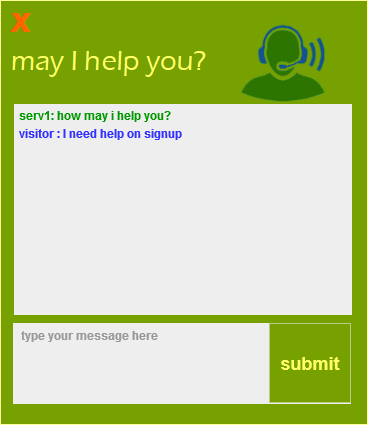 X
may I help you?
serv1: how may i help you?
visitor : I need help on signup
type your message here
submit